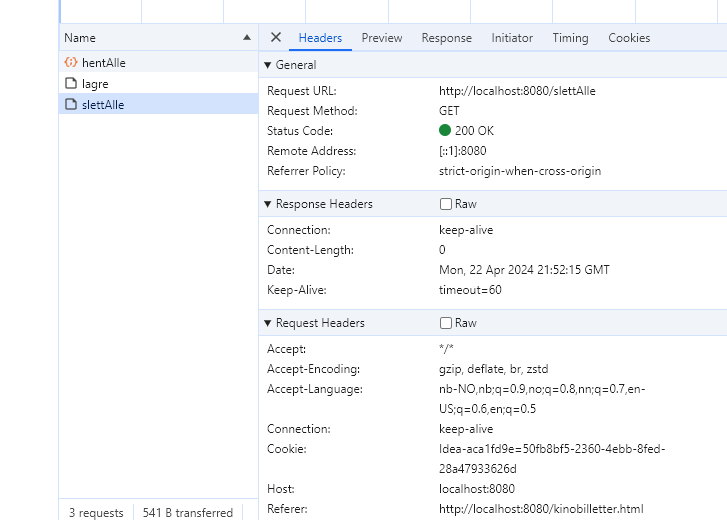 Name
Headers Preview Response Initiator Timing Cookies
hentAlle
lagre
slettAlle
General
Request URL: http://localhost:8080/slettAlle
Request Method: GET
Status Code: 200 OK
Remote Address: [::1]:8080
Referrer Policy: strict-origin-when-cross-origin
Response Headers Raw
Connection: keep-alive
Content-Length: 0
Date: Mon, 22 Apr 2024 21:52:15 GMT
Keep-Alive: timeout=60
Request Headers Raw
Accept: */*
Accept-Encoding: gzip, deflate, br, zstd
Accept-Language: nb-NO,nb;q=0.9,no;q=0.8,nn;q=0.7,en-
US;q=0.6,en;q=0.5
Connection: keep-alive
Cookie: Idea-aca1fd9e=50fb8bf5-2360-4ebb-8fed-
28a47933626d
Host: localhost:8080
Referer: http://localhost:8080/kinobilletter.html
3 requests 541 B transferred